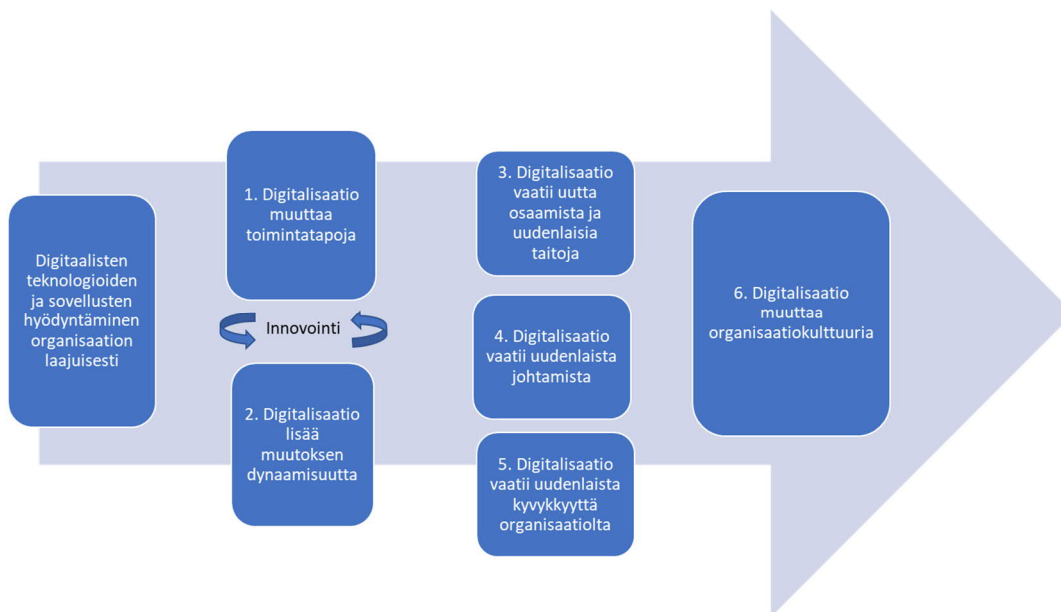 Digitaalisten
teknologioiden
ja sovellusten
hyödyntäminen
organisaation
laajuisesti
1. Digitalisaatio
muuttaa
toimintatapoja
Innovointi
2. Digitalisaatio
lisää
muutoksen
dynaamisuutta
3. Digitalisaatio
vaatii uutta
osaamista ja
uudenlaisia
taitoja
4. Digitalisaatio
vaatii uudenlaista
johtamista
5. Digitalisaatio
vaatii uudenlaista
kyvykkyyttä
organisaatiolta
6. Digitalisaatio
muuttaa
organisaatiokulttuuria